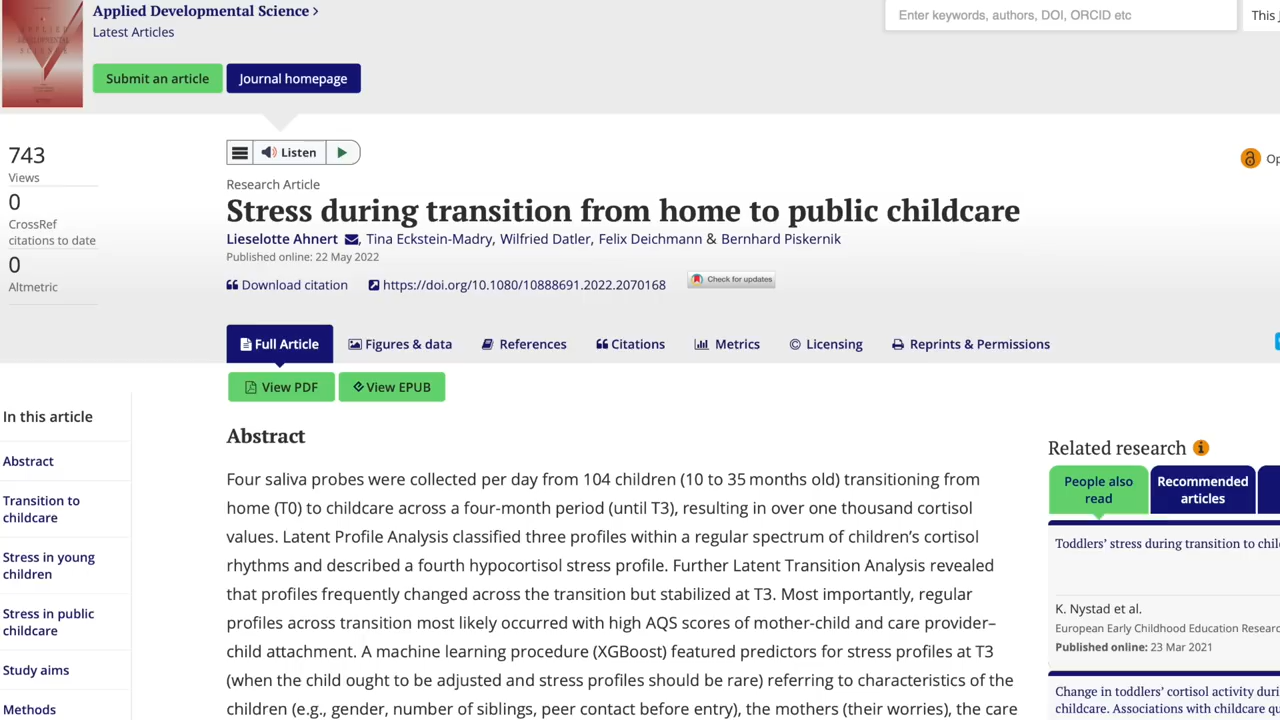 Applied Developmental Science >
Latest Articles
Enter keywords, authors, DOI, ORCID etc
This J
Submit an article
Journal homepage
743
Views
0
CrossRef
citations to date
0
Altmetric
Listen
Research Article
Stress during transition from home to public childcare
Lieselotte Ahnert, Tina Eckstein-Madry, Wilfried Datler, Felix Deichmann & Bernhard Piskernik
Published online: 22 May 2022
Download citation https://doi.org/10.1080/10888691.2022.2070168 Check for updates
Op
Full Article Figures & data References Citations Metrics Licensing Reprints & Permissions
View PDF View EPUB
In this article
Abstract
Transition to
childcare
Stress in young
children
Stress in public
childcare
Study aims
Methods
Abstract
Four saliva probes were collected per day from 104 children (10 to 35 months old) transitioning from
home (T0) to childcare across a four-month period (until T3), resulting in over one thousand cortisol
values. Latent Profile Analysis classified three profiles within a regular spectrum of children's cortisol
rhythms and described a fourth hypocortisol stress profile. Further Latent Transition Analysis revealed
that profiles frequently changed across the transition but stabilized at T3. Most importantly, regular
profiles across transition most likely occurred with high AQS scores of mother-child and care provider–
child attachment. A machine learning procedure (XGBoost) featured predictors for stress profiles at T3
(when the child ought to be adjusted and stress profiles should be rare) referring to characteristics of the
children (e.g., gender, number of siblings, peer contact before entry), the mothers (their worries), the care
Related research
People also
read
Recommended
articles
Toddlers' stress during transition to chil
K. Nystad et al.
European Early Childhood Education Researc
Published online: 23 Mar 2021
Change in toddlers' cortisol activity duri
childcare. Associations with childcare qu